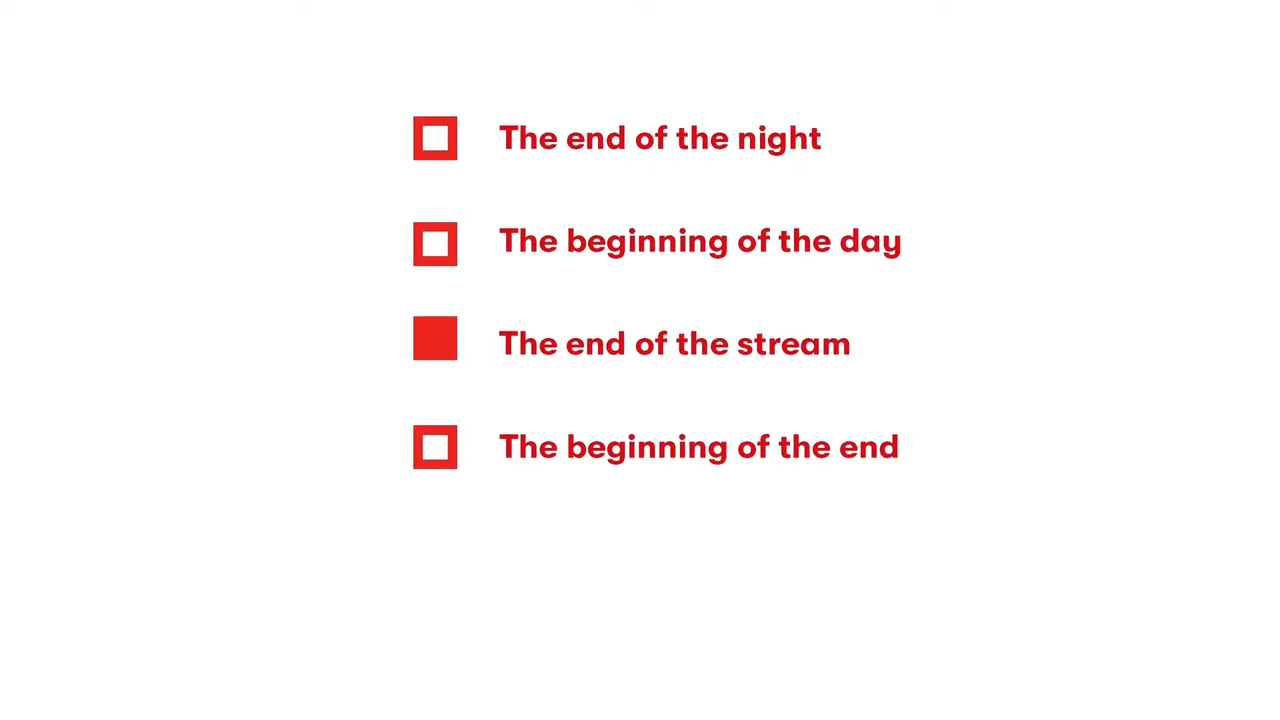 The end of the night
The beginning of the day
The end of the stream
The beginning of the end